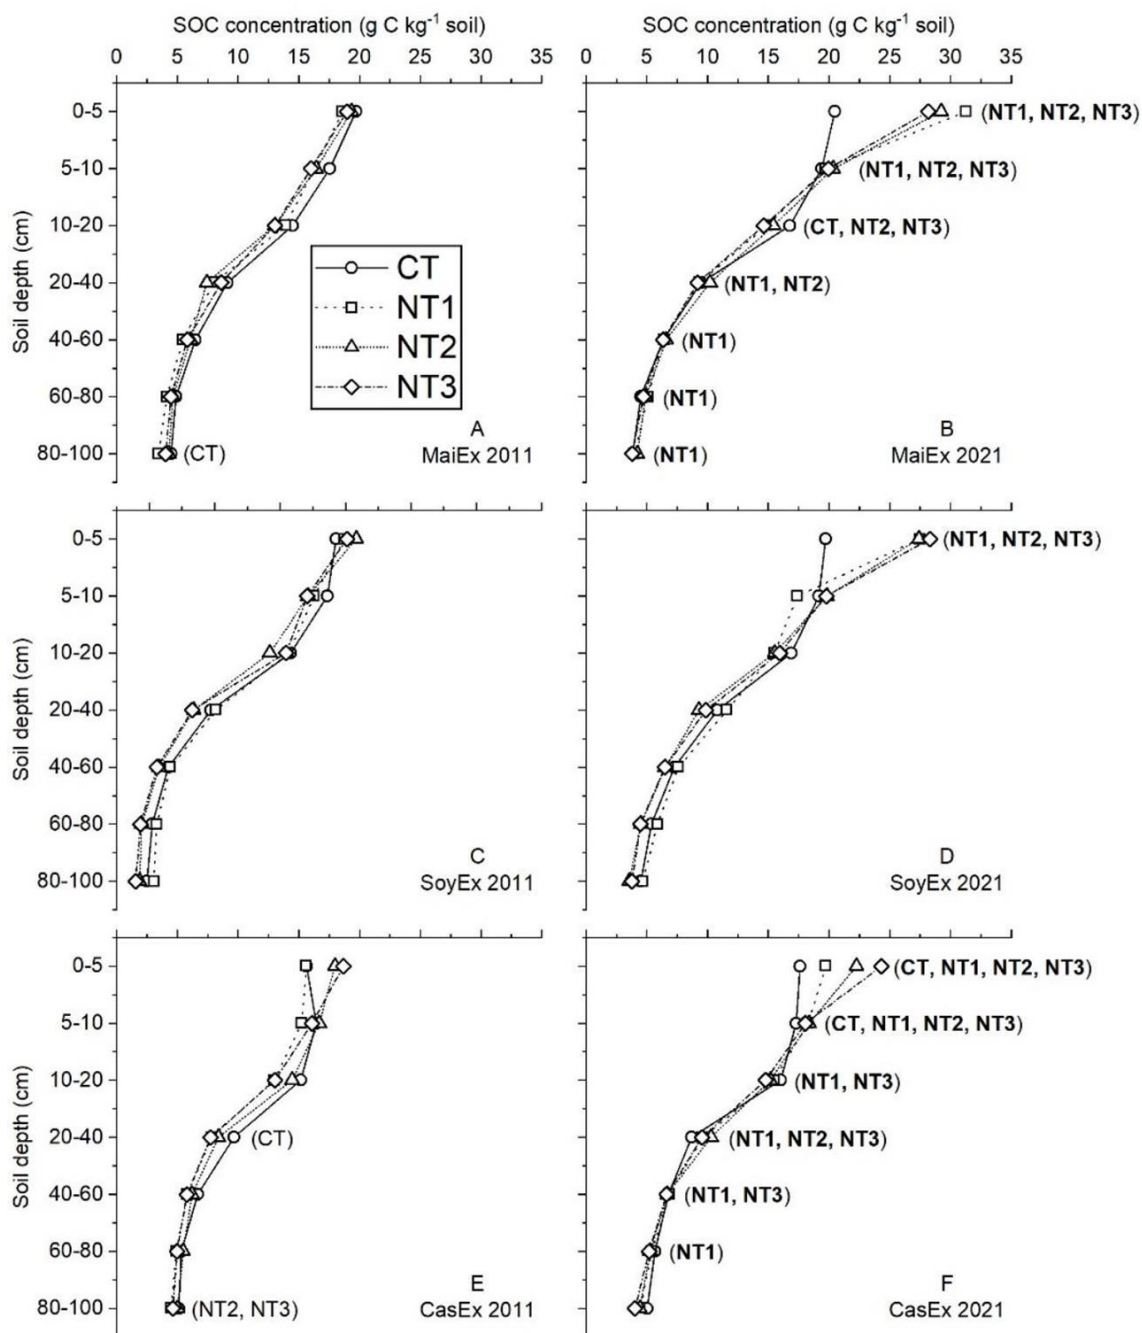 SOC concentration (g C kg⁻¹ soil)
SOC concentration (g C kg⁻¹ soil)
0 5 10 15 20 25 30 35
0 5 10 15 20 25 30 35
Soil depth (cm)
0-5
5-10
10-20
20-40
40-60
60-80
80-100
CT
NT1
NT2
NT3
(CT)
A
MaiEx 2011
(NT1, NT2, NT3)
(NT1, NT2, NT3)
(CT, NT2, NT3)
(NT1, NT2)
(NT1)
(NT1)
(NT1)
B
MaiEx 2021
Soil depth (cm)
0-5
5-10
10-20
20-40
40-60
60-80
80-100
C
SoyEx 2011
(NT1, NT2, NT3)
D
SoyEx 2021
Soil depth (cm)
0-5
5-10
10-20
20-40
40-60
60-80
80-100
(CT)
(NT2, NT3)
E
CasEx 2011
(CT, NT1, NT2, NT3)
(CT, NT1, NT2, NT3)
(NT1, NT3)
(NT1, NT2, NT3)
(NT1, NT3)
(NT1)
F
CasEx 2021